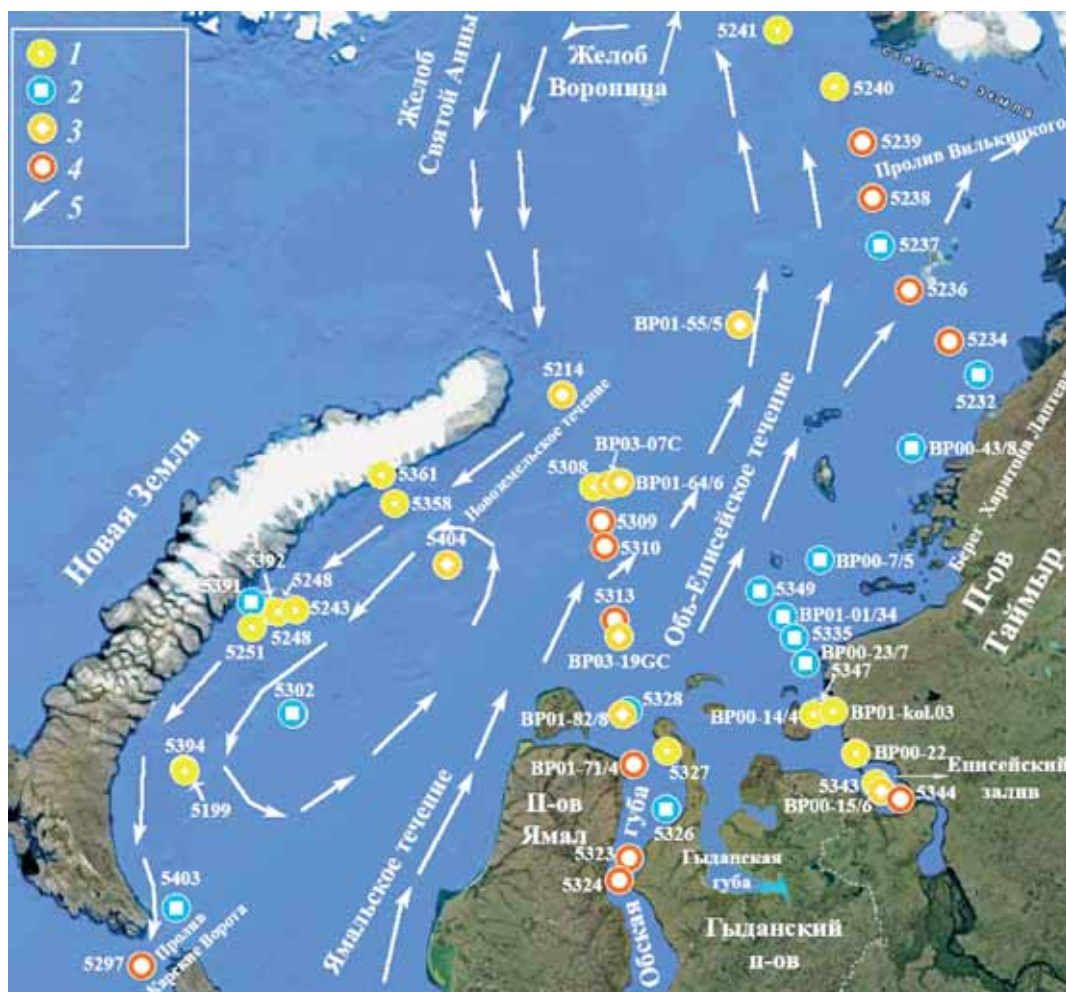 1
2
3
4
5
Желоб
Святой Анны
Желоб
Воронина
5241
СЕВЕРНАЯ ЗЕМЛЯ
5240
5239
Пролив Вилькицкого
5238
5237
5236
5234
5232
BP01-55/5
5214
Новоземельское течение
BP00-43/8
Берег Харитона Лаптева
П-ов
Таймыр
Новая Земля
5361
5358
5308
BP03-07C
BP01-64/6
5309
5310
Обь-Енисейское течение
5404
5392
5391
5248
5243
5248
5251
5313
BP03-19GC
BP00-7/5
5349
BP01-01/34
5335
BP00-23/7
5347
5302
5328
BP01-82/8
BP00-14/4
BP01-kol.03
5394
5199
BP01-71/4
5327
BP00-22
Енисейский
залив
5343
BP00-15/6
5344
П-ов
Ямал
5326
Ямальское течение
5323
5324
Обская губа
Гыданская
губа
Гыданский
п-ов
5403
Пролив
Карские Ворота
5297